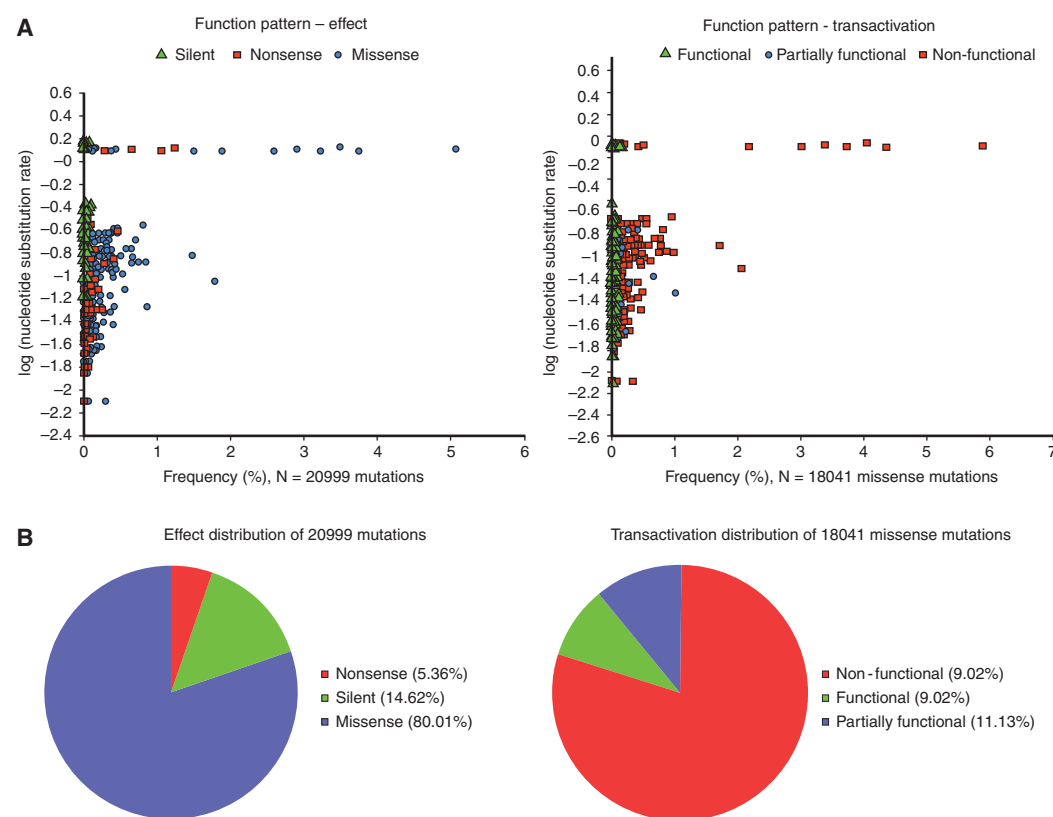 A
Function pattern – effect
Silent Nonsense Missense
log (nucleotide substitution rate)
0.6
0.4
0.2
–0
–0.2
–0.4
–0.6
–0.8
–1
–1.2
–1.4
–1.6
–1.8
–2
–2.4
0 1 2 3 4 5 6
Frequency (%), N = 20999 mutations
Function pattern - transactivation
Functional Partially functional Non-functional
log (nucleotide substitution rate)
0.6
0.4
0.2
0
–0.2
–0.4
–0.6
–0.8
–1
–1.4
–1.6
–1.8
–2
–2.2
–2.4
–2.6
0 1 2 3 4 5 6 7
Frequency (%), N = 18041 missense mutations
B
Effect distribution of 20999 mutations
Nonsense (5.36%)
Silent (14.62%)
Missense (80.01%)
Transactivation distribution of 18041 missense mutations
Non-functional (9.02%)
Functional (9.02%)
Partially functional (11.13%)